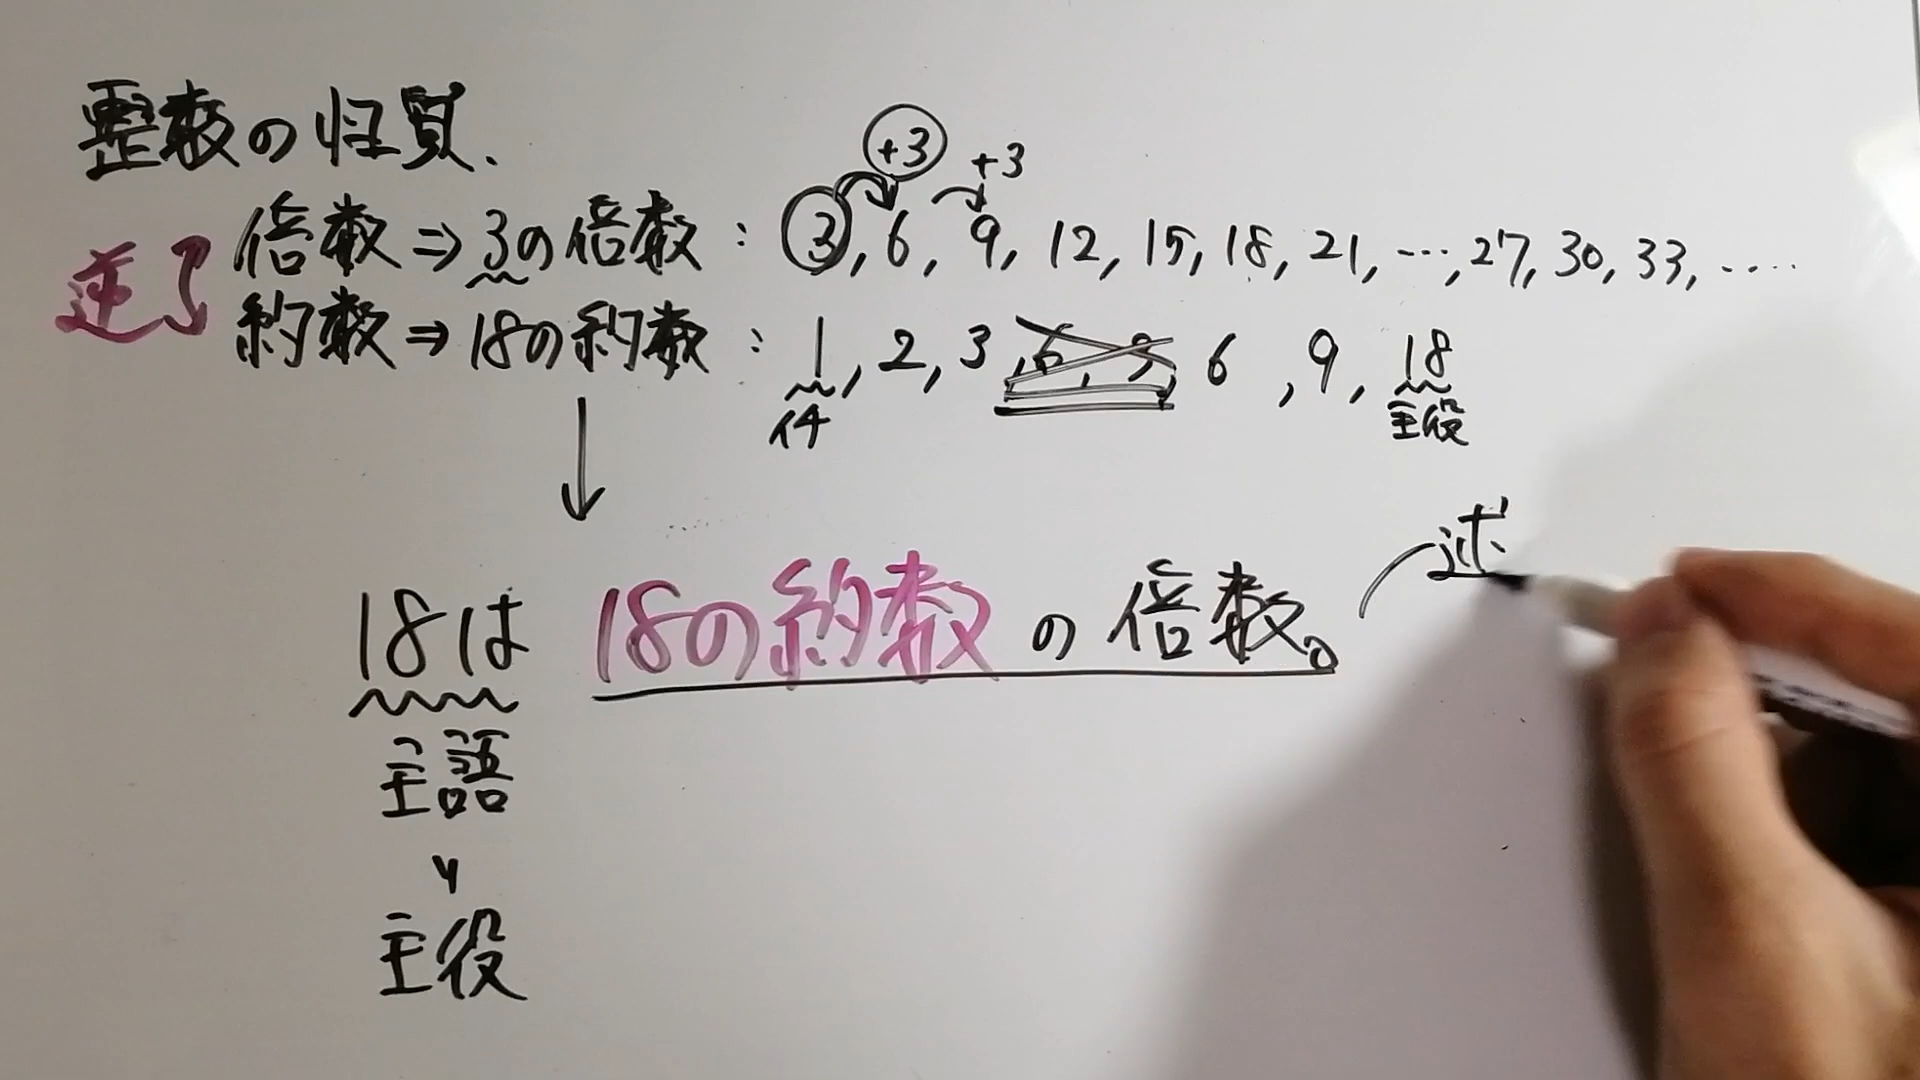 整数の性質、
+3
+3
倍数⇒3の倍数：3, 6, 9, 12, 15, 18, 21, …, 27, 30, 33, ….
逆
約数⇒18の約数：1, 2, 3 6, 9, 18
主役
述
18は 18の約数の倍数。
主語
主役